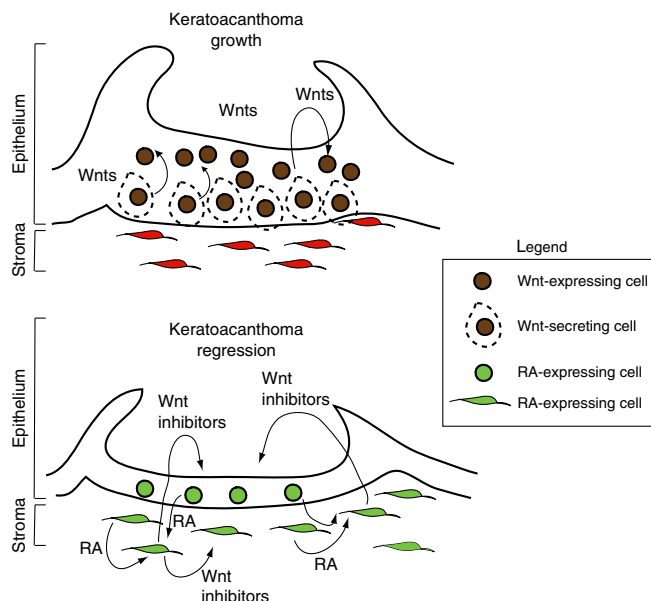 Keratoacanthoma
growth
Epithelium
Wnts
Wnts
Wnts
Stroma
Legend
Wnt-expressing cell
Wnt-secreting cell
RA-expressing cell
RA-expressing cell
Keratoacanthoma
regression
Epithelium
Wnt
inhibitors
Wnt
inhibitors
Stroma
RA
RA
RA
Wnt
inhibitors